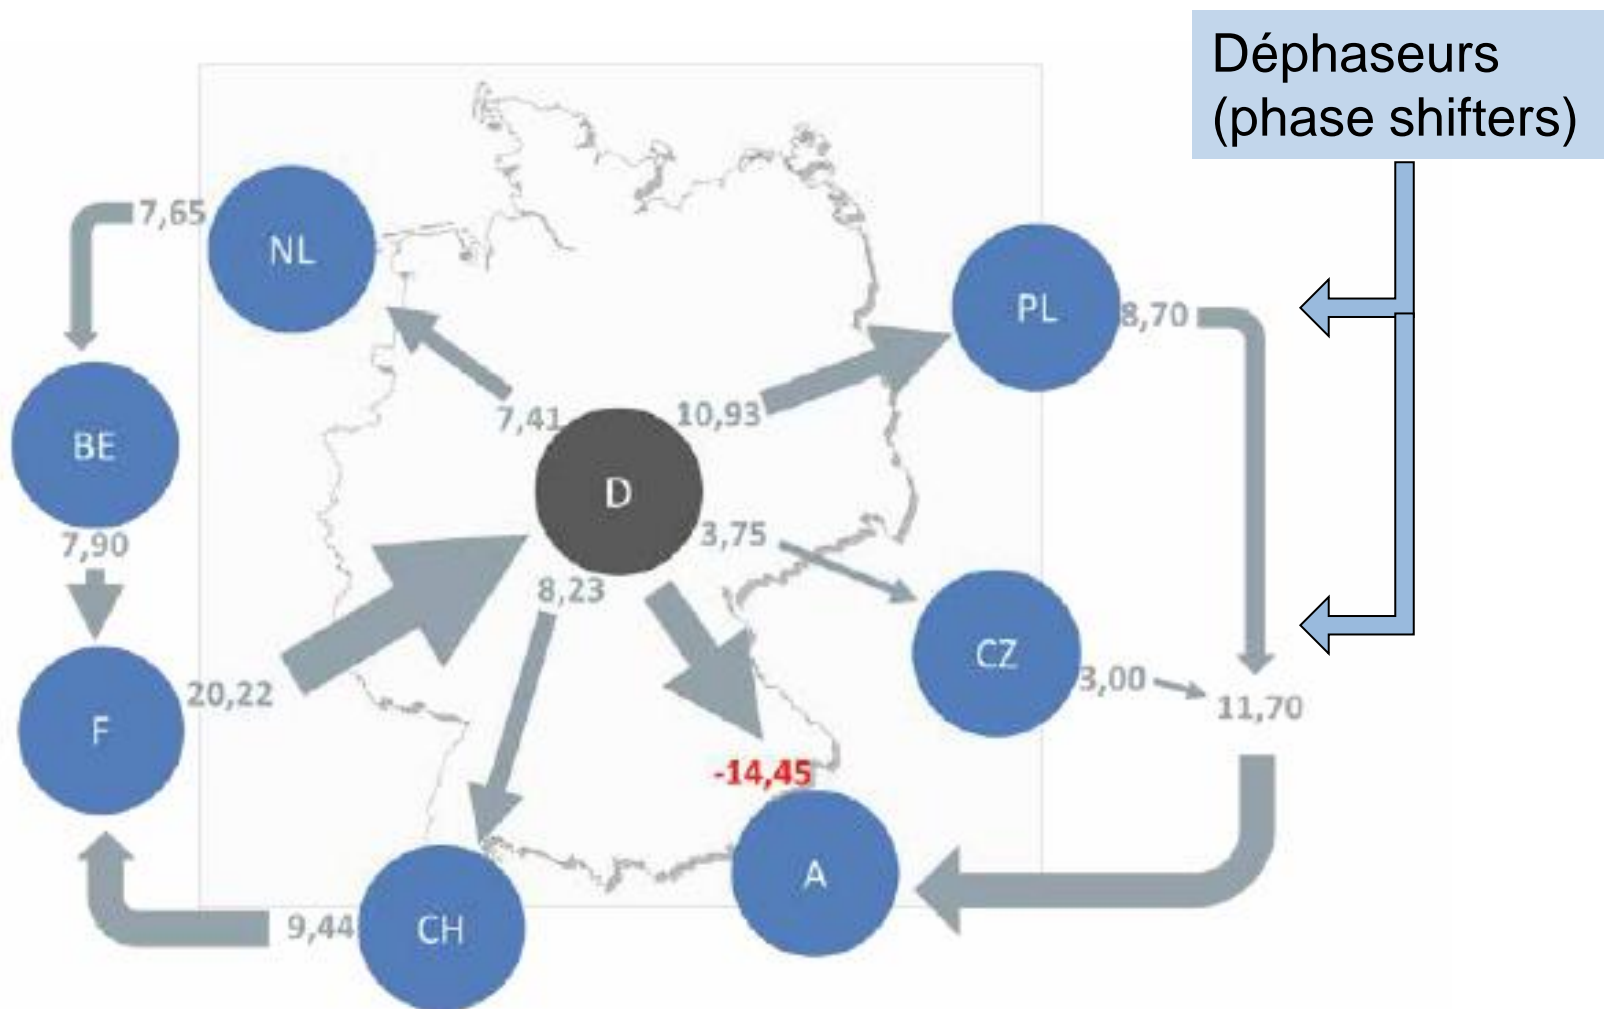 Déphaseurs
(phase shifters)
7,65
NL
PL
8,70
7,41
10,93
BE
D
7,90
3,75
8,23
CZ
3,00
20,22
11,70
F
-14,45
A
9,44
CH